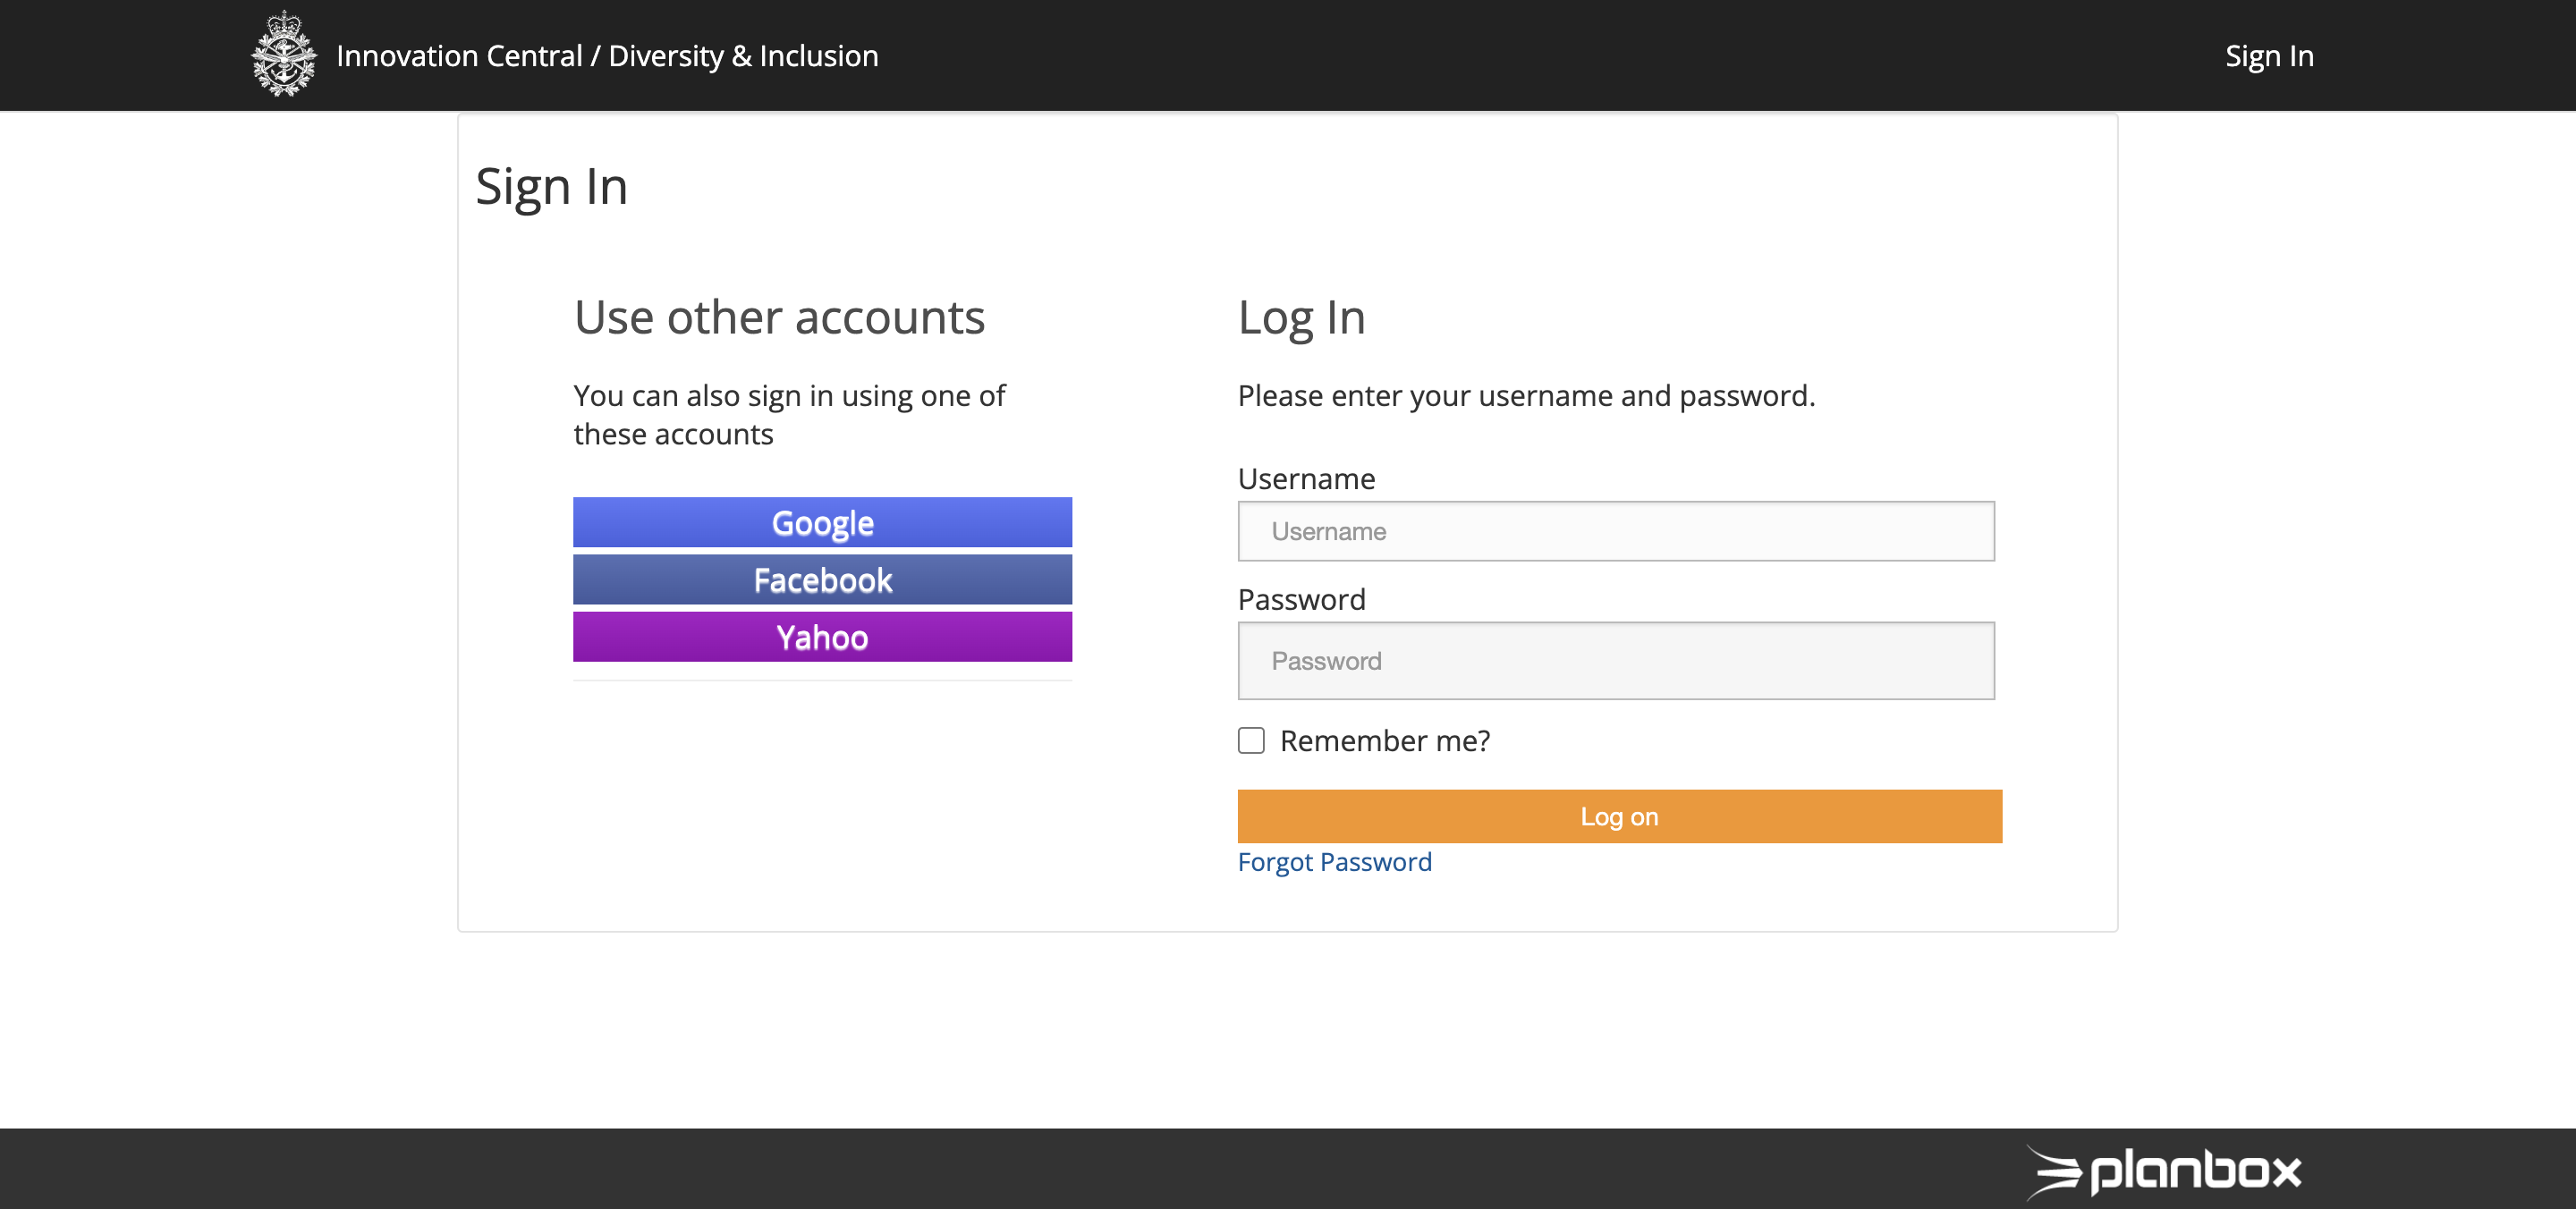 Innovation Central / Diversity & Inclusion
Sign In
Sign In
Use other accounts
You can also sign in using one of
these accounts
Google
Facebook
Yahoo
Log In
Please enter your username and password.
Username
Username
Password
Password
Remember me?
Log on
Forgot Password
planbox